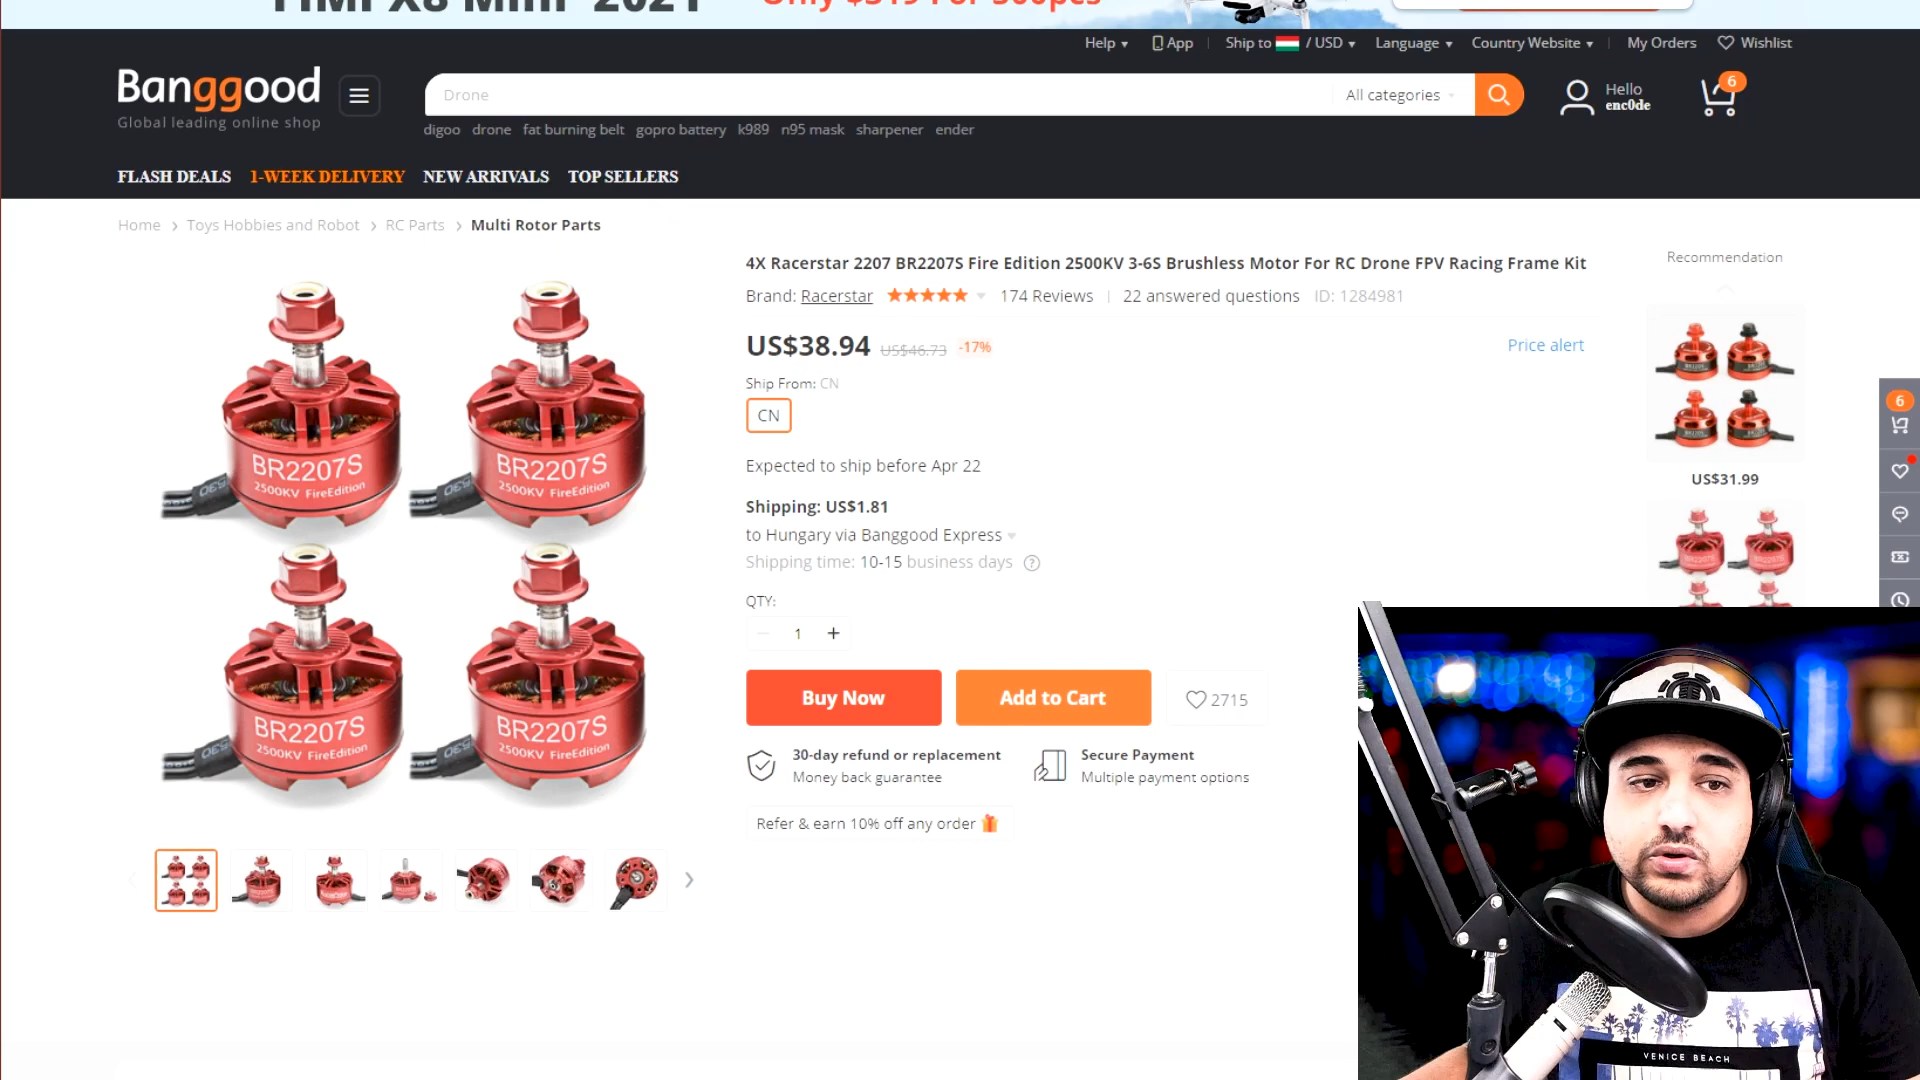 Only $319 For 500pcs
Help
App
Ship to / USD
Language
Country Website
My Orders
Wishlist
Banggood
Global leading online shop
Drone
All categories
Hello
enc0de
6
digoo drone fat burning belt gopro battery k989 n95 mask sharpener ender
FLASH DEALS 1-WEEK DELIVERY NEW ARRIVALS TOP SELLERS
Home > Toys Hobbies and Robot > RC Parts > Multi Rotor Parts
4X Racerstar 2207 BR2207S Fire Edition 2500KV 3-6S Brushless Motor For RC Drone FPV Racing Frame Kit
Brand: Racerstar 174 Reviews 22 answered questions ID: 1284981
US$38.94 US$46.73 -17%
Price alert
Ship From: CN
CN
Expected to ship before Apr 22
Shipping: US$1.81
to Hungary via Banggood Express
Shipping time: 10-15 business days ?
QTY:
− 1 +
Buy Now
Add to Cart
2715
30-day refund or replacement
Money back guarantee
Secure Payment
Multiple payment options
Refer & earn 10% off any order
BR2207S
2500KV FireEdition
BR2207S
2500KV FireEdition
BR2207S
2500KV FireEdition
BR2207S
2500KV FireEdition
Recommendation
US$31.99
6
VENICE BEACH